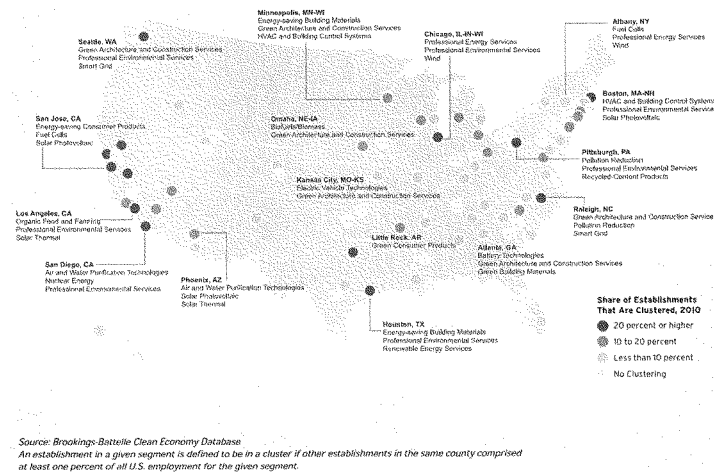 Minneapolis, MN-WI
Energy-saving Building Materials
Green Architecture and Construction Services
HVAC and Building Control Systems
Albany, NY
Fuel Cells
Professional Energy Services
Wind
Seattle, WA
Green Architecture and Construction Services
Professional Environmental Services
Smart Grid
Chicago, IL-IN-WI
Professional Energy Services
Professional Environmental Services
Wind
Boston, MA-NH
HVAC and Building Control Systems
Professional Environmental Services
Solar Photovoltaic
San Jose, CA
Energy-saving Consumer Products
Fuel Cells
Solar Photovoltaic
Omaha, NE-IA
Biofuels/Biomass
Green Architecture and Construction Services
Pittsburgh, PA
Pollution Reduction
Professional Environmental Services
Recycled-Content Products
Kansas City, MO-KS
Electric Vehicle Technologies
Green Architecture and Construction Services
Los Angeles, CA
Organic Food and Farming
Professional Environmental Services
Solar Thermal
Raleigh, NC
Green Architecture and Construction Services
Pollution Reduction
Smart Grid
Little Rock, AR
Green Consumer Products
Atlanta, GA
Battery Technologies
Green Architecture and Construction Services
Green Building Materials
San Diego, CA
Air and Water Purification Technologies
Nuclear Energy
Professional Environmental Services
Phoenix, AZ
Air and Water Purification Technologies
Solar Photovoltaic
Solar Thermal
Houston, TX
Energy-saving Building Materials
Professional Environmental Services
Renewable Energy Services
Share of Establishments
That Are Clustered, 2010
20 percent or higher
10 to 20 percent
Less than 10 percent
No Clustering
Source: Brookings-Battelle Clean Economy Database
An establishment in a given segment is defined to be in a cluster if other establishments in the same county comprised
at least one percent of all U.S. employment for the given segment.